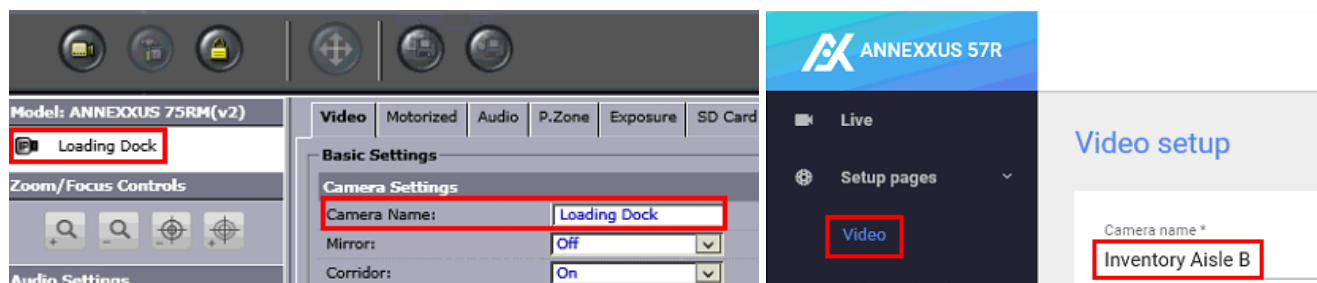 Model: ANNEXXUS 75RM(v2)
IP Loading Dock
Zoom/Focus Controls
+ - - +
Audio Settings
Video Motorized Audio P.Zone Exposure SD Card
Basic Settings
Camera Settings
Camera Name: Loading Dock
Mirror: Off
Corridor: On
ANNEXXUS 57R
Live
Setup pages
Video
Video setup
Camera name *
Inventory Aisle B